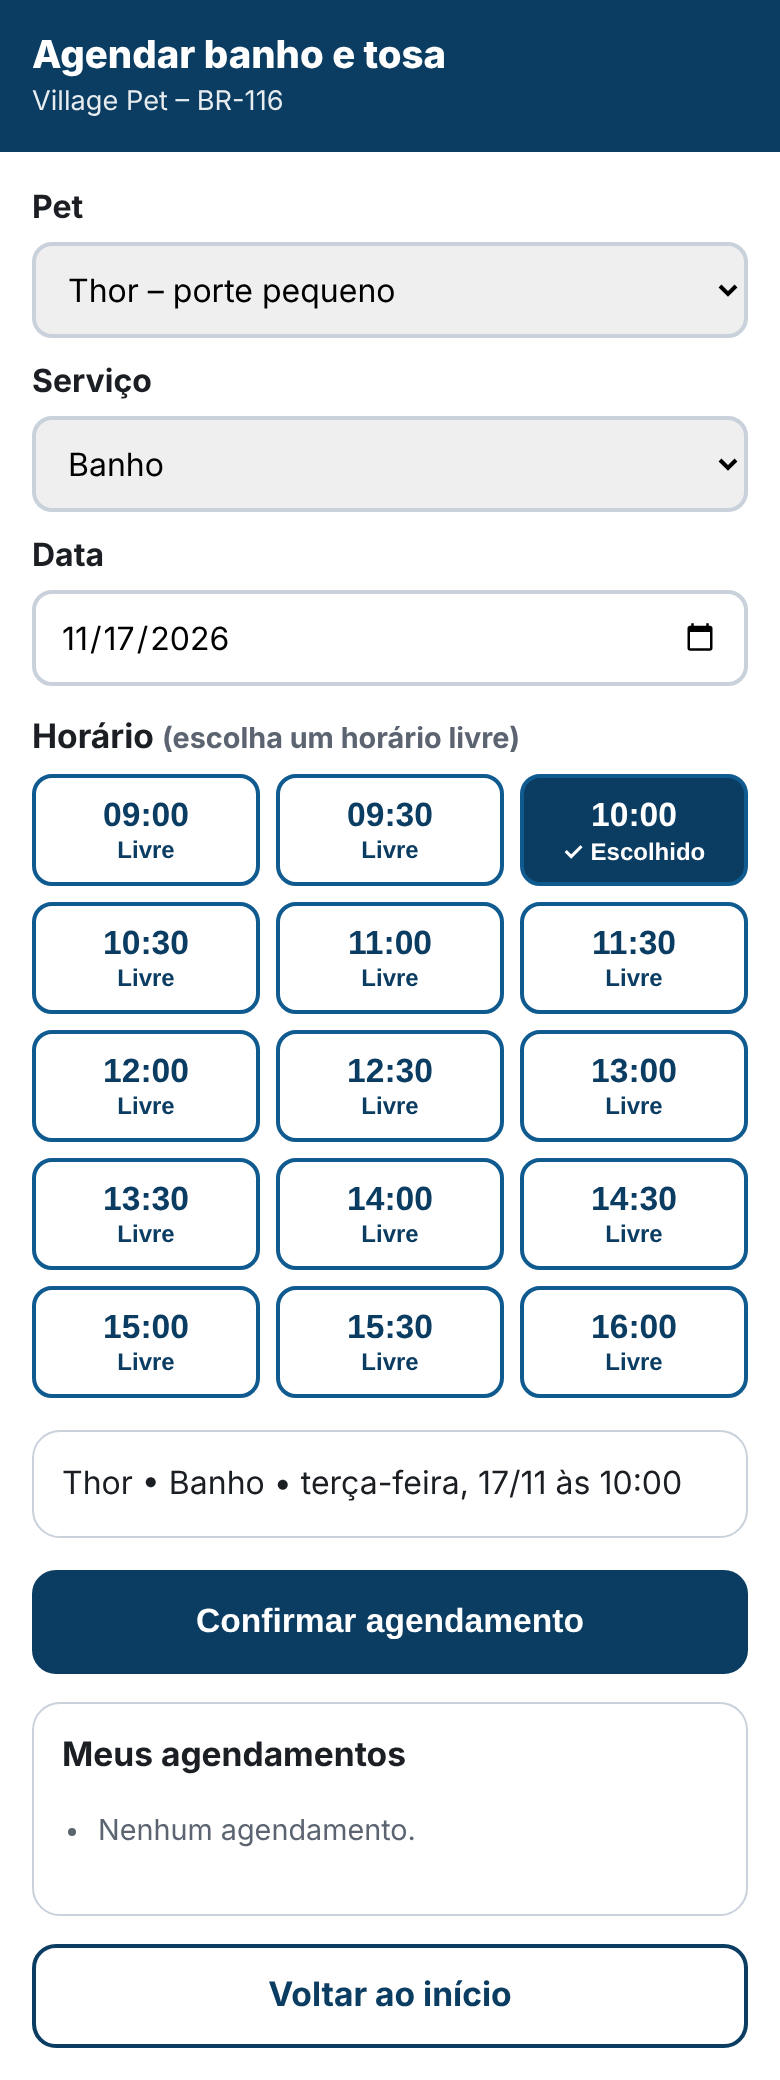 Agendar banho e tosa
Village Pet – BR-116
Pet
Thor – porte pequeno
Serviço
Banho
Data
11/17/2026
Horário (escolha um horário livre)
09:00 09:30 10:00
Livre Livre ✓ Escolhido
10:30 11:00 11:30
Livre Livre Livre
12:00 12:30 13:00
Livre Livre Livre
13:30 14:00 14:30
Livre Livre Livre
15:00 15:30 16:00
Livre Livre Livre
Thor • Banho • terça-feira, 17/11 às 10:00
Confirmar agendamento
Meus agendamentos
• Nenhum agendamento.
Voltar ao início